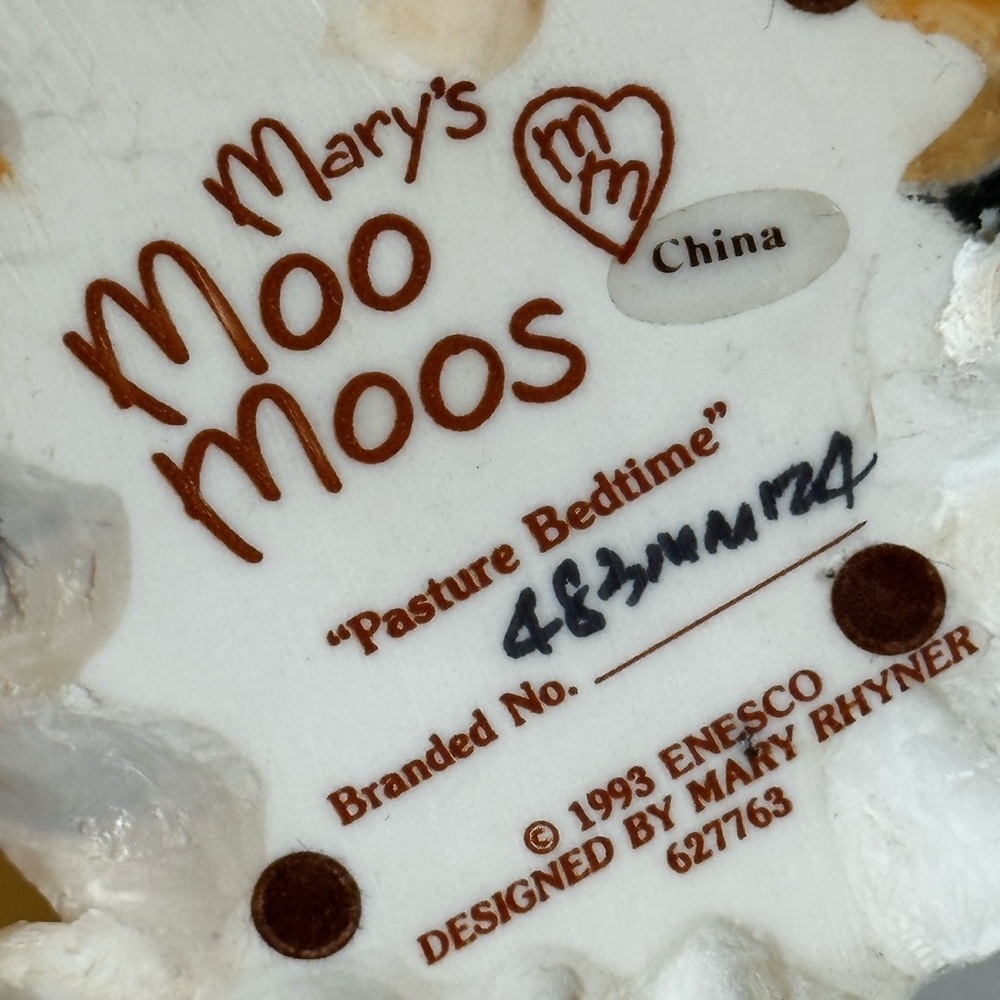 Mary's
Moo
Moos
mm
China
"Pasture Bedtime"
Branded No.
© 1993 ENESCO
DESIGNED BY MARY RHYNER
627763